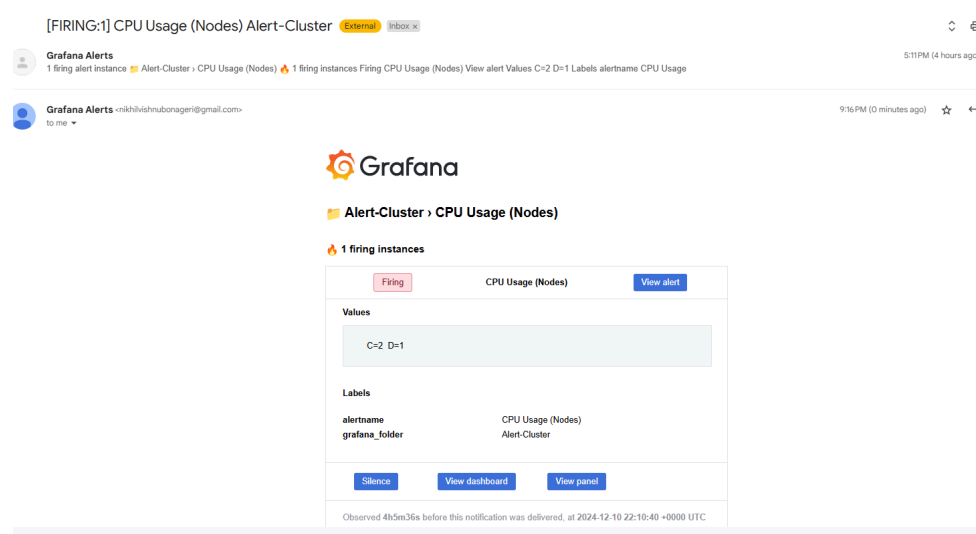 [FIRING:1] CPU Usage (Nodes) Alert-Cluster External Inbox ×
Grafana Alerts 5:11PM (4 hours ago
1 firing alert instance 📁 Alert-Cluster › CPU Usage (Nodes) 🔥 1 firing instances Firing CPU Usage (Nodes) View alert Values C=2 D=1 Labels alertname CPU Usage
Grafana Alerts <nikhilvishnubonageri@gmail.com> 9:16PM (0 minutes ago)
to me
Grafana
📁 Alert-Cluster › CPU Usage (Nodes)
🔥 1 firing instances
Firing CPU Usage (Nodes) View alert
Values
C=2 D=1
Labels
alertname CPU Usage (Nodes)
grafana_folder Alert-Cluster
Silence View dashboard View panel
Observed 4h5m36s before this notification was delivered, at 2024-12-10 22:10:40 +0000 UTC